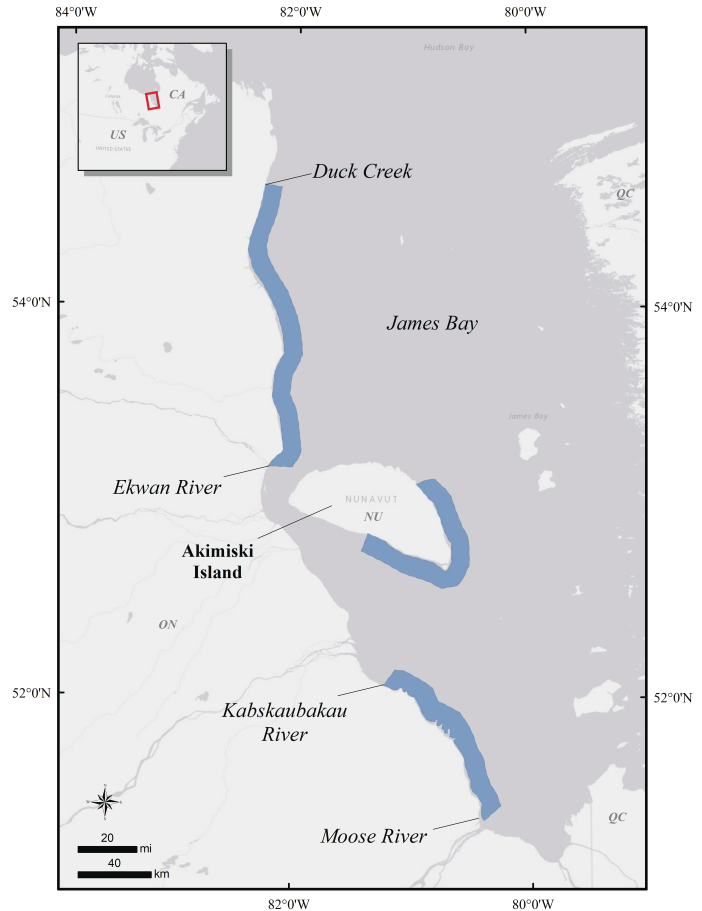 84°0'W
82°0'W
80°0'W
Hudson Bay
CA
US
UNITED STATES
Duck Creek
QC
54°0'N
54°0'N
James Bay
James Bay
Ekwan River
NUNAVUT
NU
Akimiski
Island
ON
52°0'N
52°0'N
Kabskaubakau
River
20
mi
40
km
Moose River
QC
82°0'W
80°0'W